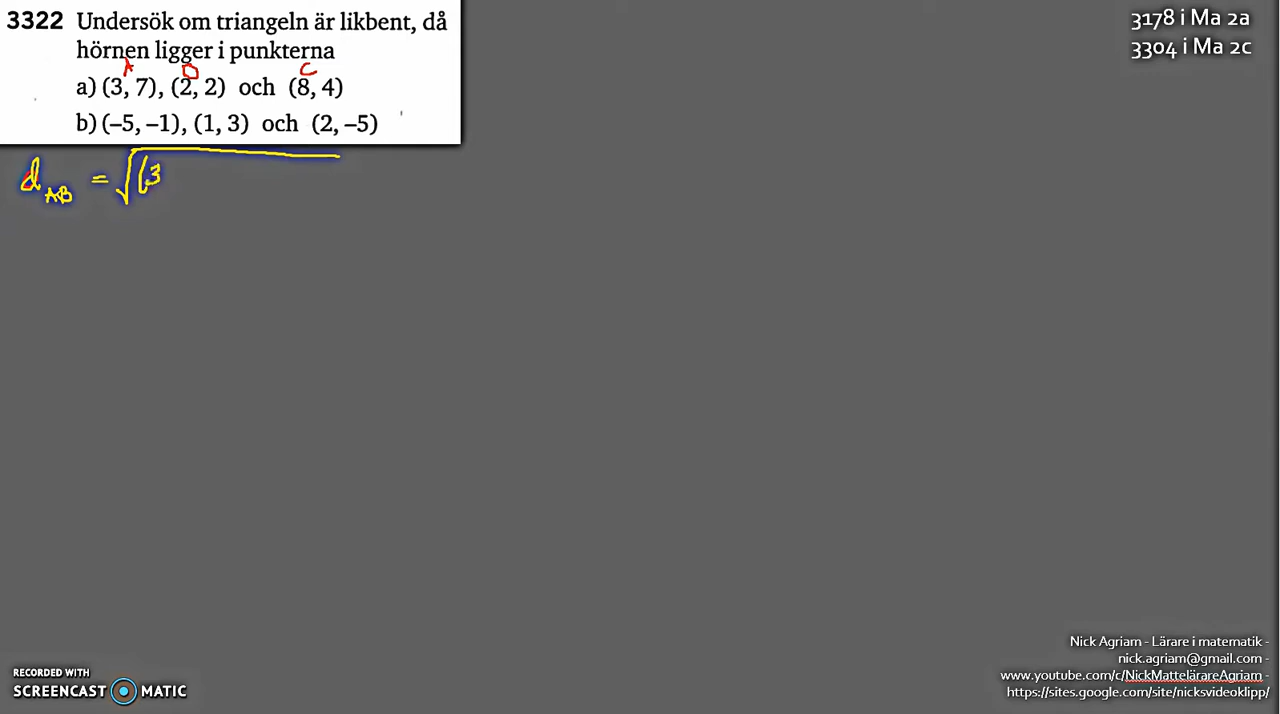 3322 Undersök om triangeln är likbent, då
hörnen ligger i punkterna
A B C
a) (3, 7), (2, 2) och (8, 4)
b) (–5, –1), (1, 3) och (2, –5)
d_AB = √(3
3178 i Ma 2a
3304 i Ma 2c
RECORDED WITH
SCREENCAST MATIC
Nick Agriam - Lärare i matematik -
nick.agriam@gmail.com -
www.youtube.com/c/NickMattelärareAgriam -
https://sites.google.com/site/nicksvideoklipp/